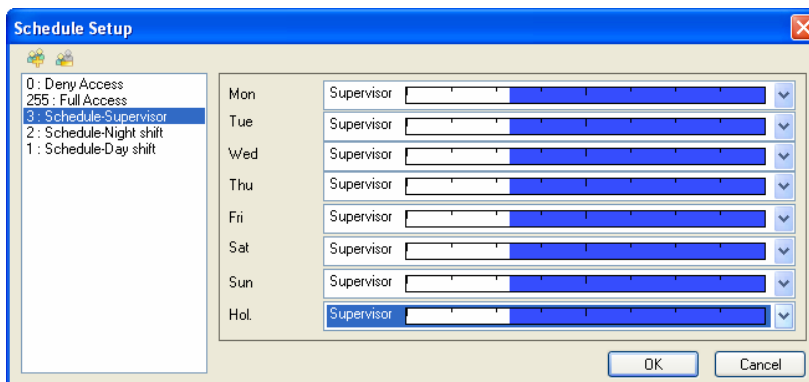 Schedule Setup
0 : Deny Access
255 : Full Access
3 : Schedule-Supervisor
2 : Schedule-Night shift
1 : Schedule-Day shift
Mon Supervisor
Tue Supervisor
Wed Supervisor
Thu Supervisor
Fri Supervisor
Sat Supervisor
Sun Supervisor
Hol. Supervisor
OK Cancel